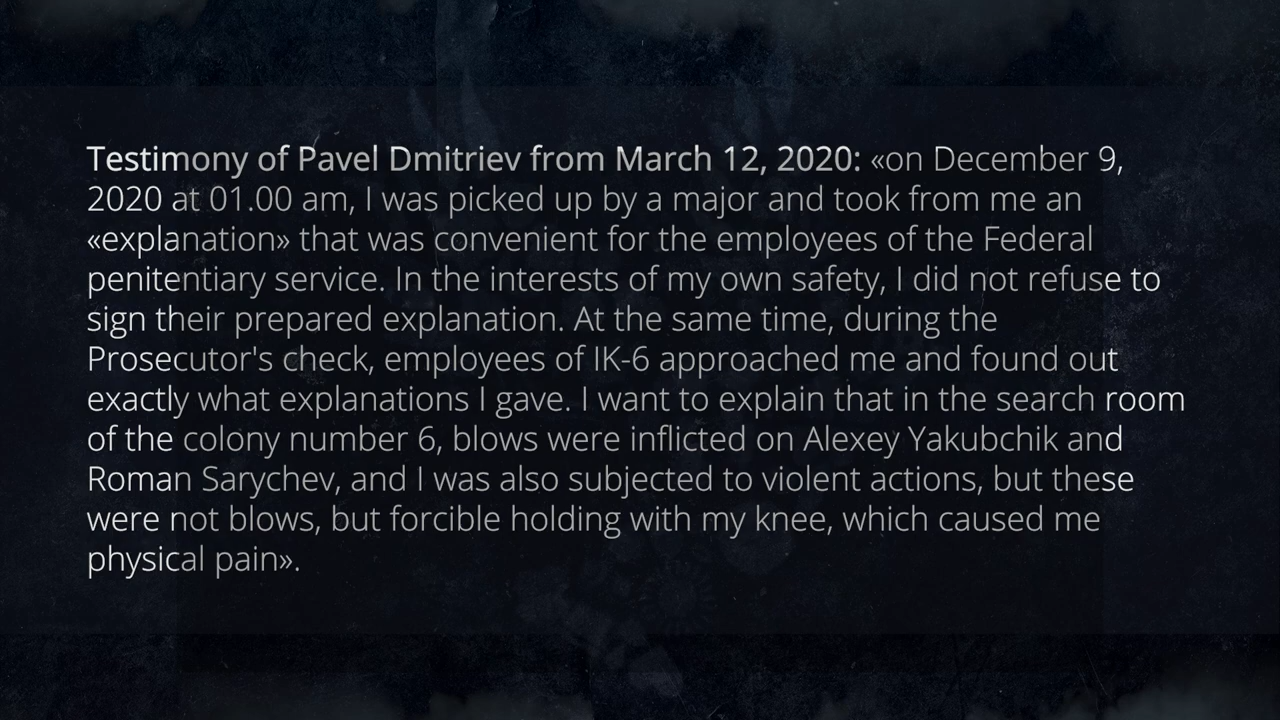 Testimony of Pavel Dmitriev from March 12, 2020: «on December 9,
2020 at 01.00 am, I was picked up by a major and took from me an
«explanation» that was convenient for the employees of the Federal
penitentiary service. In the interests of my own safety, I did not refuse to
sign their prepared explanation. At the same time, during the
Prosecutor's check, employees of IK-6 approached me and found out
exactly what explanations I gave. I want to explain that in the search room
of the colony number 6, blows were inflicted on Alexey Yakubchik and
Roman Sarychev, and I was also subjected to violent actions, but these
were not blows, but forcible holding with my knee, which caused me
physical pain».